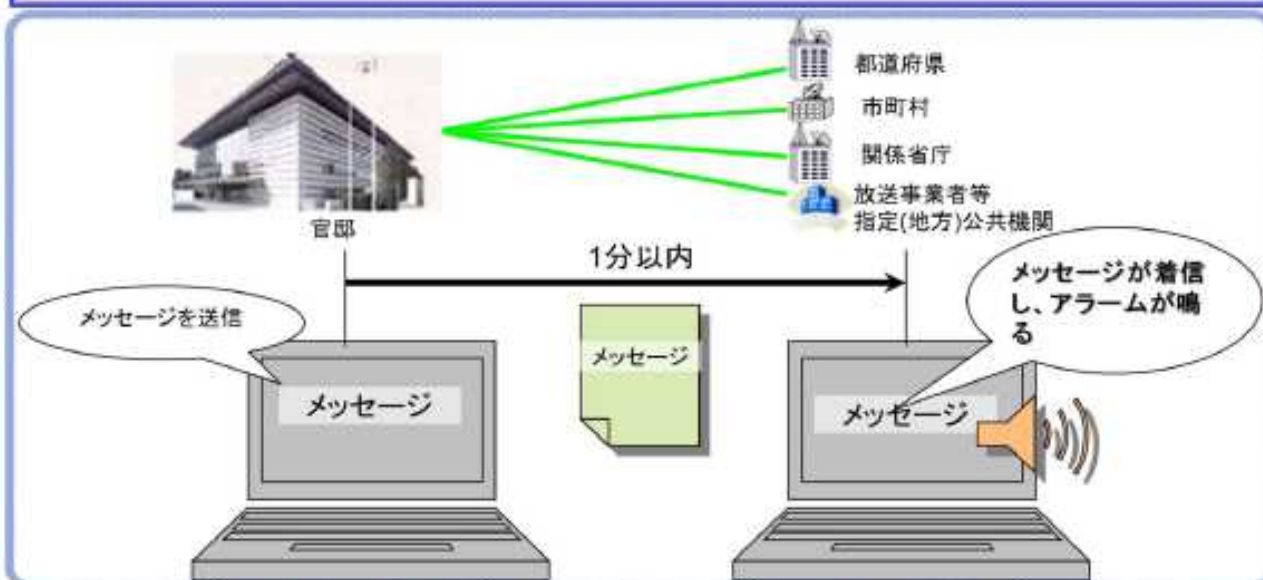 都道府県
市町村
関係省庁
放送事業者等
指定(地方)公共機関
官邸
1分以内
メッセージを送信
メッセージが着信
し、アラームが鳴
る
メッセージ
メッセージ
メッセージ